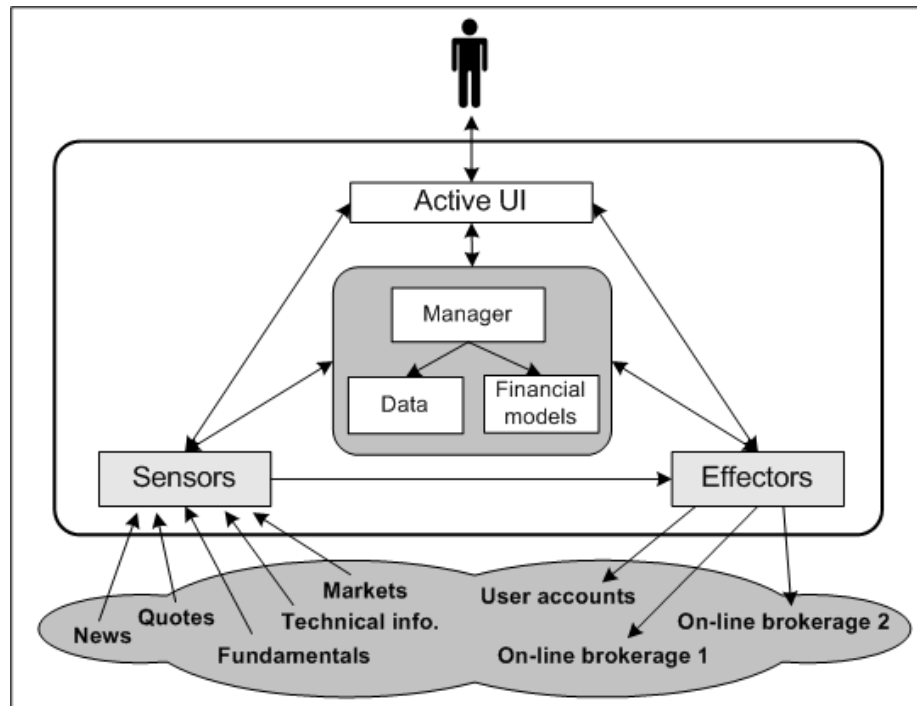 Active UI
Manager
Data
Financial
models
Sensors
Effectors
News
Quotes
Fundamentals
Technical info.
Markets
User accounts
On-line brokerage 1
On-line brokerage 2